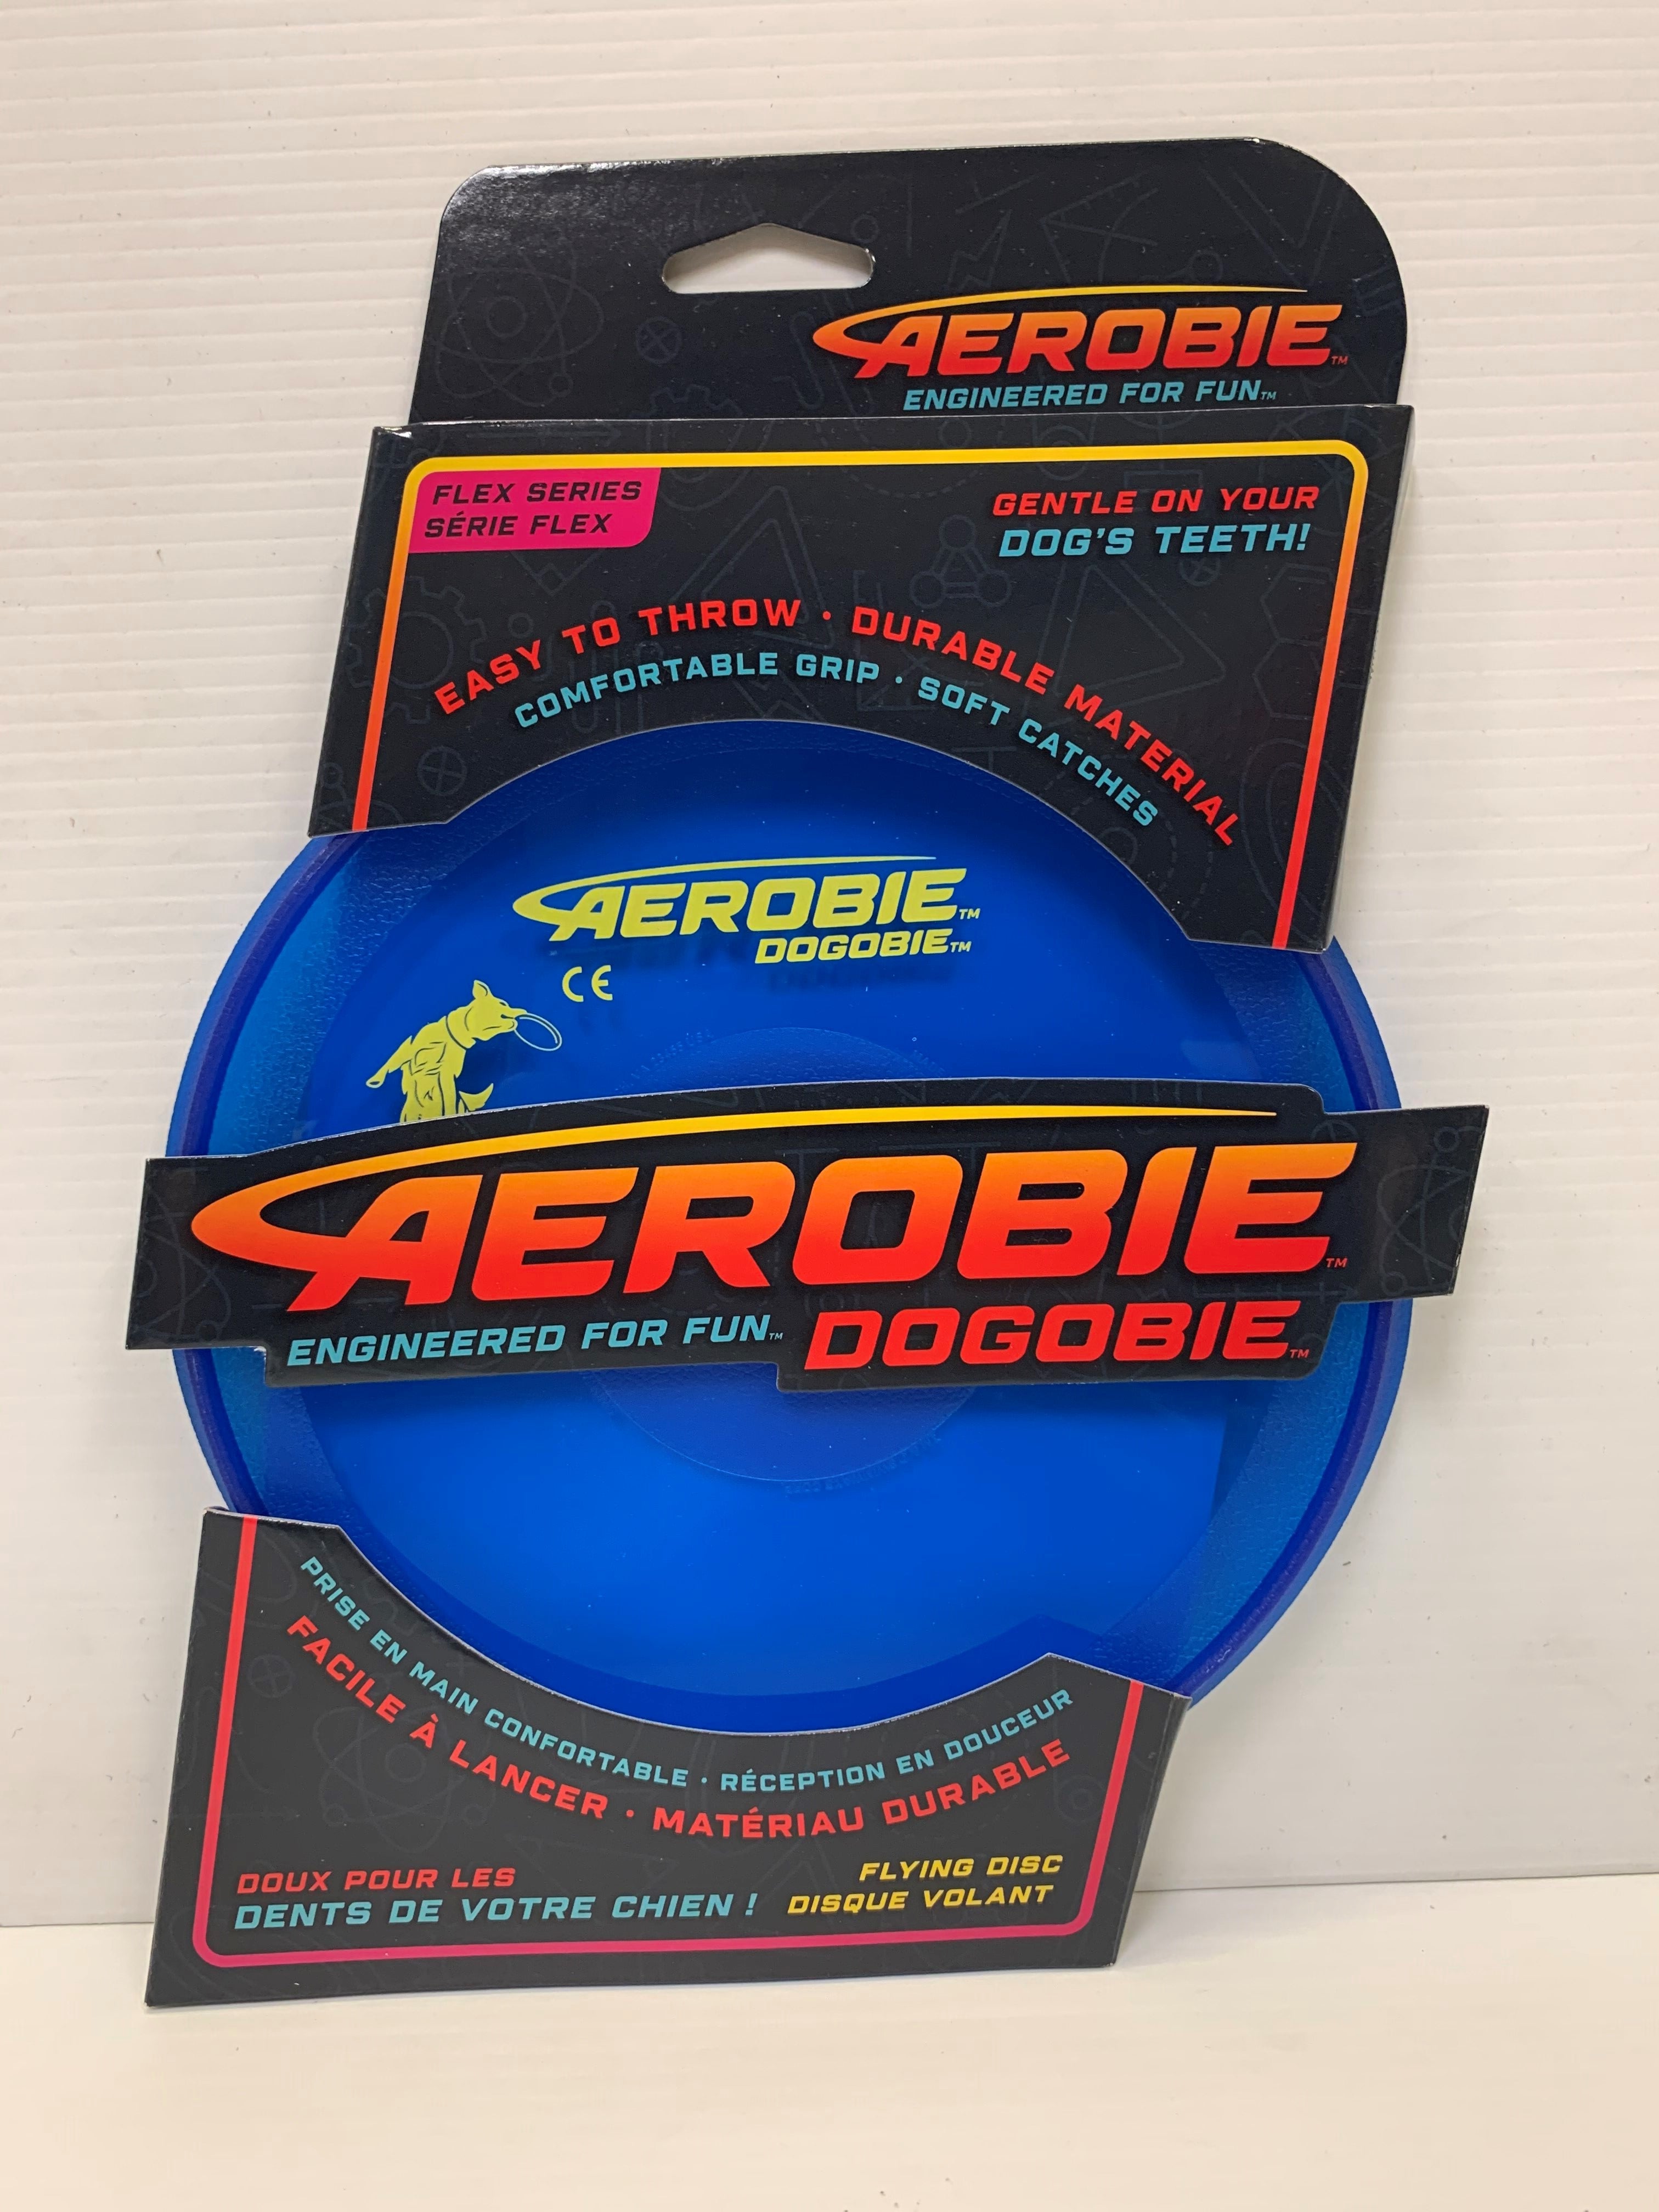 AEROBIE™
ENGINEERED FOR FUN™
FLEX SERIES
SÉRIE FLEX
GENTLE ON YOUR
DOG'S TEETH!
EASY TO THROW • DURABLE MATERIAL
COMFORTABLE GRIP • SOFT CATCHES
AEROBIE™
DOGOBIE™
CE
AEROBIE™
ENGINEERED FOR FUN™
DOGOBIE™
PRISE EN MAIN CONFORTABLE • RÉCEPTION EN DOUCEUR
FACILE À LANCER • MATÉRIAU DURABLE
DOUX POUR LES
DENTS DE VOTRE CHIEN !
FLYING DISC
DISQUE VOLANT